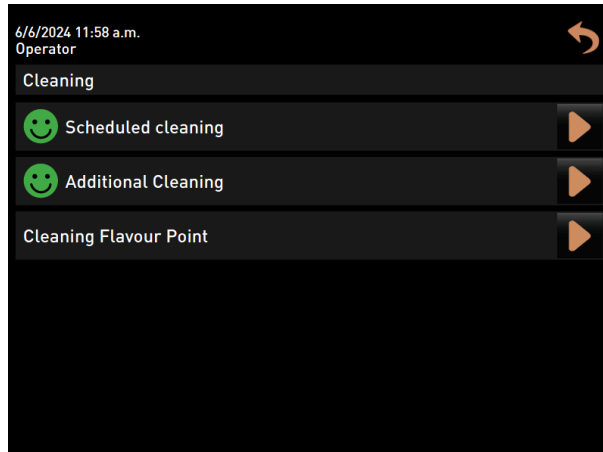 6/6/2024 11:58 a.m.
Operator
Cleaning
Scheduled cleaning
Additional Cleaning
Cleaning Flavour Point